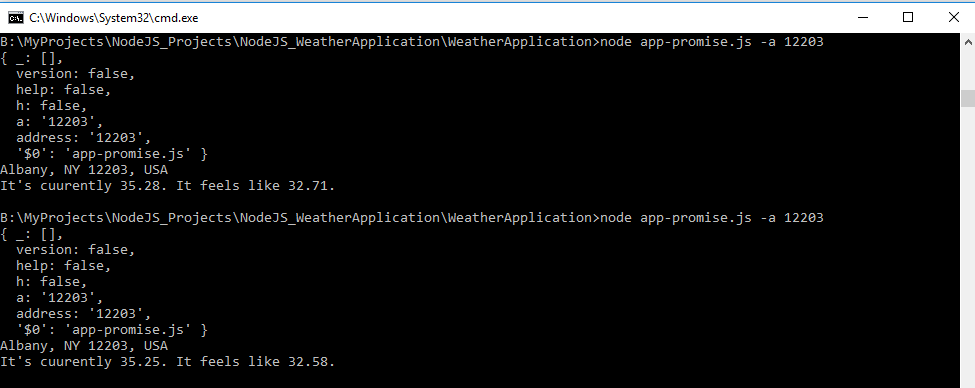 C:\Windows\System32\cmd.exe
B:\MyProjects\NodeJS_Projects\NodeJS_WeatherApplication\WeatherApplication>node app-promise.js -a 12203
{ _: [],
  version: false,
  help: false,
  h: false,
  a: '12203',
  address: '12203',
  '$0': 'app-promise.js' }
Albany, NY 12203, USA
It's cuurently 35.28. It feels like 32.71.
B:\MyProjects\NodeJS_Projects\NodeJS_WeatherApplication\WeatherApplication>node app-promise.js -a 12203
{ _: [],
  version: false,
  help: false,
  h: false,
  a: '12203',
  address: '12203',
  '$0': 'app-promise.js' }
Albany, NY 12203, USA
It's cuurently 35.25. It feels like 32.58.